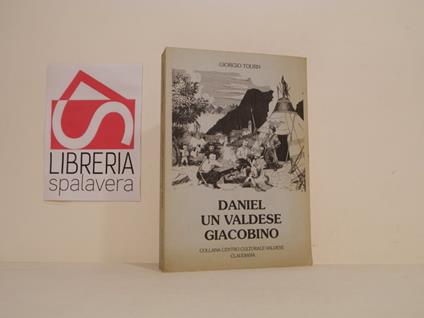 LIBRERIA
spalavera
GIORGIO TOURN
DANIEL
UN VALDESE
GIACOBINO
COLLANA CENTRO CULTURALE VALDESE
CLAUDIANA